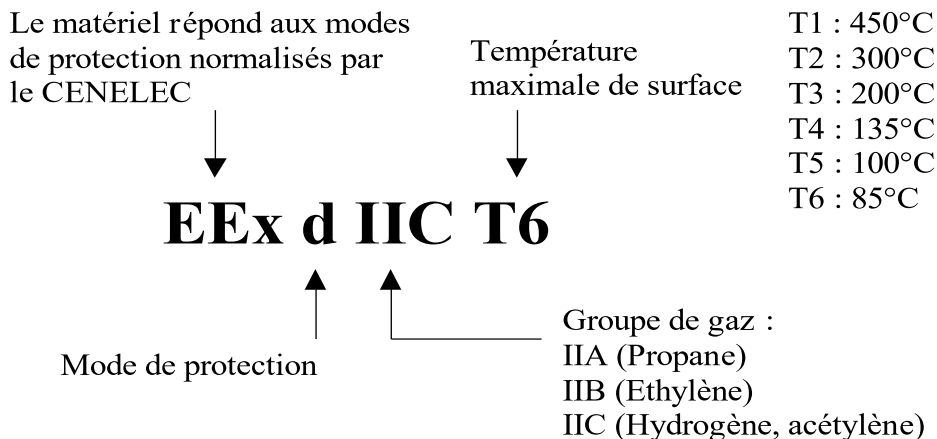 Le matériel répond aux modes
de protection normalisés par
le CENELEC
Température
maximale de surface
T1 : 450°C
T2 : 300°C
T3 : 200°C
T4 : 135°C
T5 : 100°C
T6 : 85°C
EEx d IIC T6
Mode de protection
Groupe de gaz :
IIA (Propane)
IIB (Ethylène)
IIC (Hydrogène, acétylène)